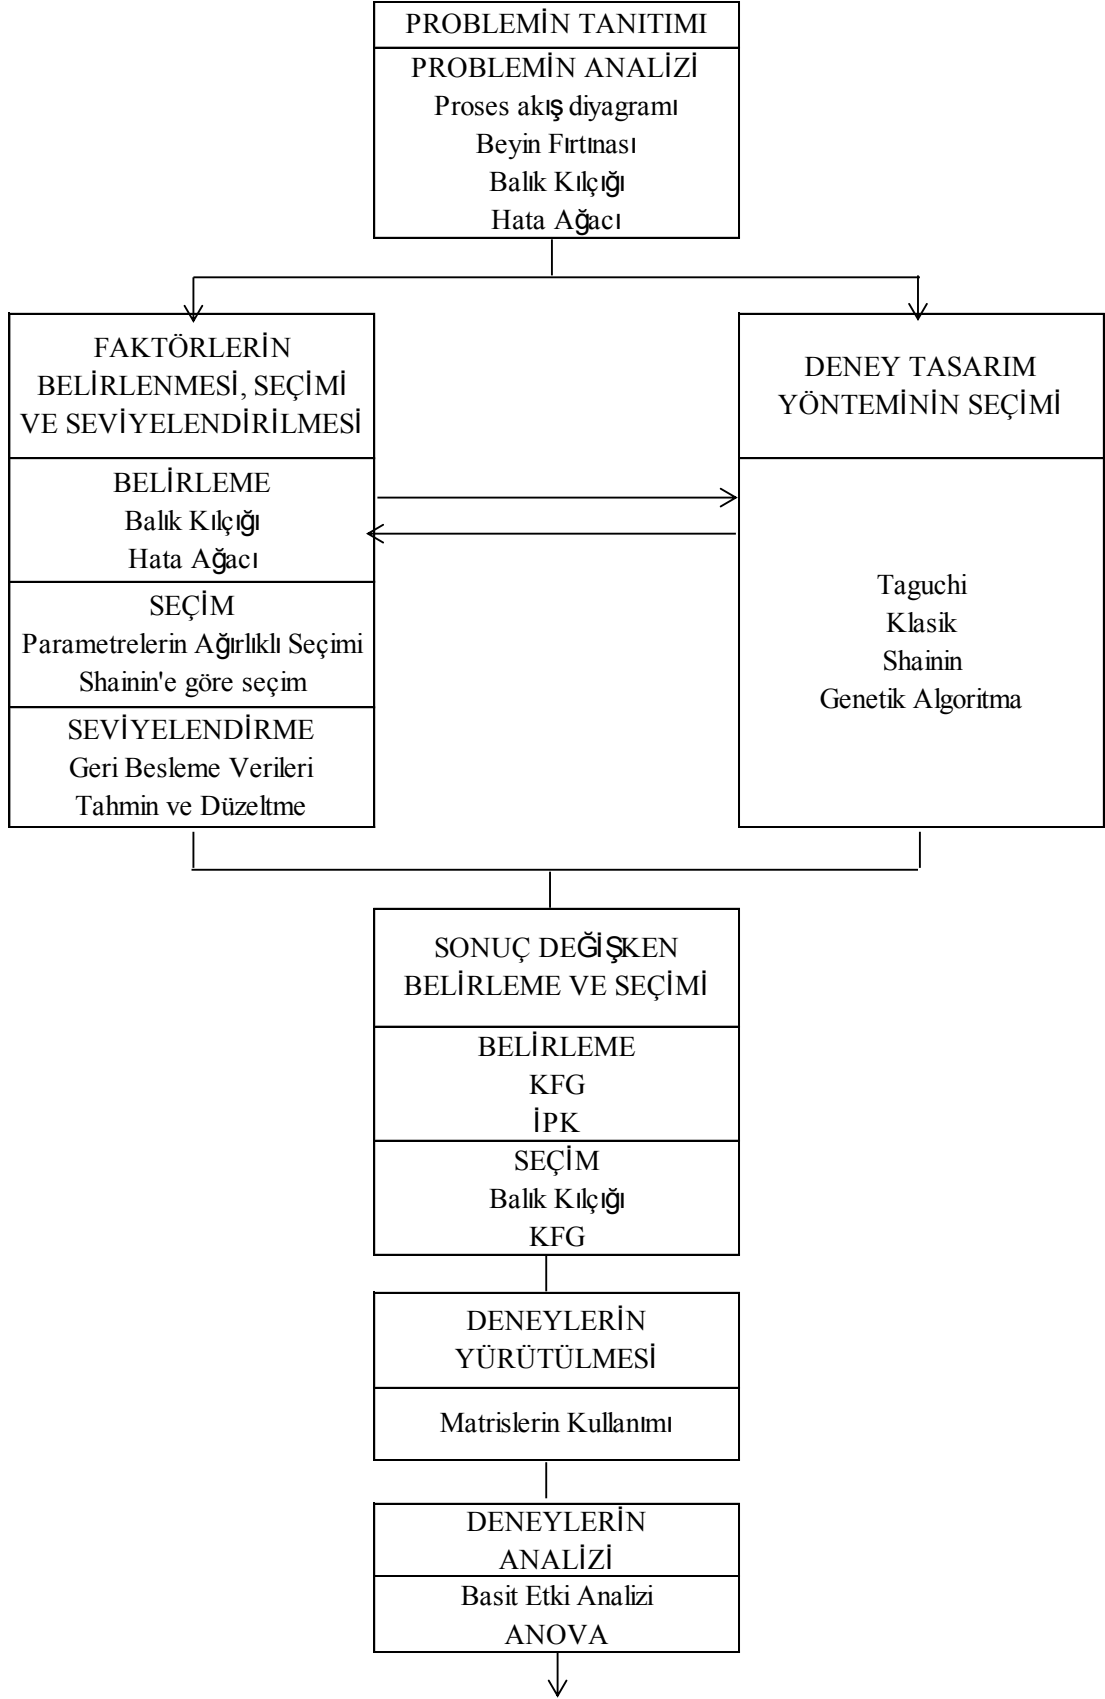 PROBLEMİN TANITIMI
PROBLEMİN ANALİZİ
Proses akış diyagramı
Beyin Fırtınası
Balık Kılçığı
Hata Ağacı
FAKTÖRLERİN
BELİRLENMESİ, SEÇİMİ
VE SEVİYELENDİRİLMESİ
BELİRLEME
Balık Kılçığı
Hata Ağacı
SEÇİM
Parametrelerin Ağırlıklı Seçimi
Shainin'e göre seçim
SEVİYELENDİRME
Geri Besleme Verileri
Tahmin ve Düzeltme
DENEY TASARIM
YÖNTEMİNİN SEÇİMİ
Taguchi
Klasik
Shainin
Genetik Algoritma
SONUÇ DEĞİŞKEN
BELİRLEME VE SEÇİMİ
BELİRLEME
KFG
İPK
SEÇİM
Balık Kılçığı
KFG
DENEYLERİN
YÜRÜTÜLMESİ
Matrislerin Kullanımı
DENEYLERİN
ANALİZİ
Basit Etki Analizi
ANOVA